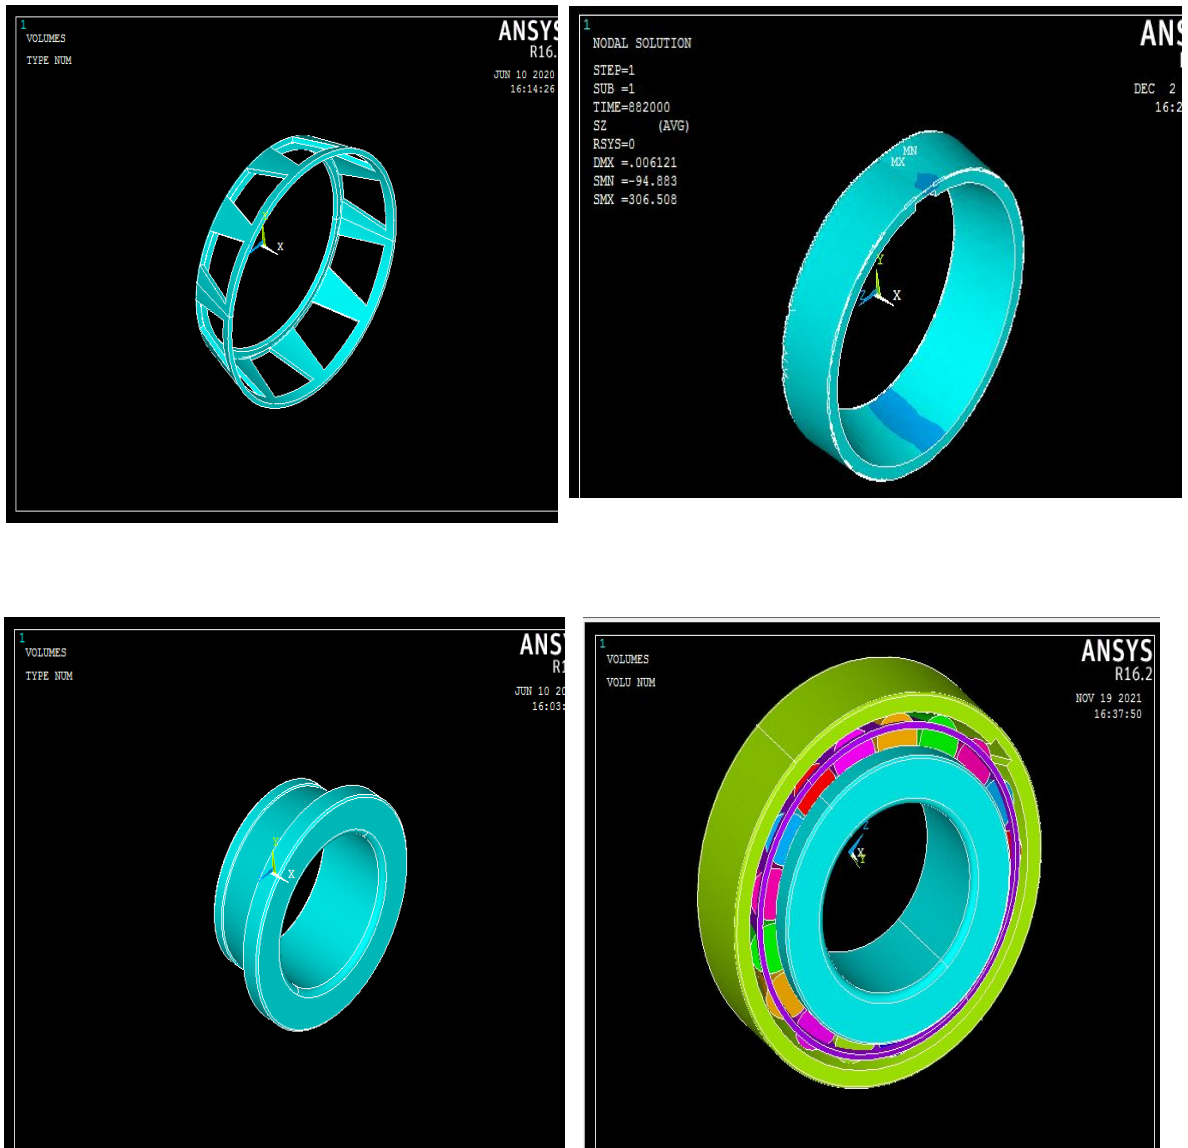 1
VOLUMES
TYPE NUM
ANSYS
R16.
JUN 10 2020
16:14:26
X
1
NODAL SOLUTION
STEP=1
SUB =1
TIME=882000
SZ (AVG)
RSYS=0
DMX =.006121
SMN =-94.883
SMX =306.508
ANS
DEC 2
16:2
MN
MX
Y
Z
X
1
VOLUMES
TYPE NUM
ANS
R1
JUN 10 20
16:03:
Y
X
1
VOLUMES
VOLU NUM
ANSYS
R16.2
NOV 19 2021
16:37:50
Z
X
Y